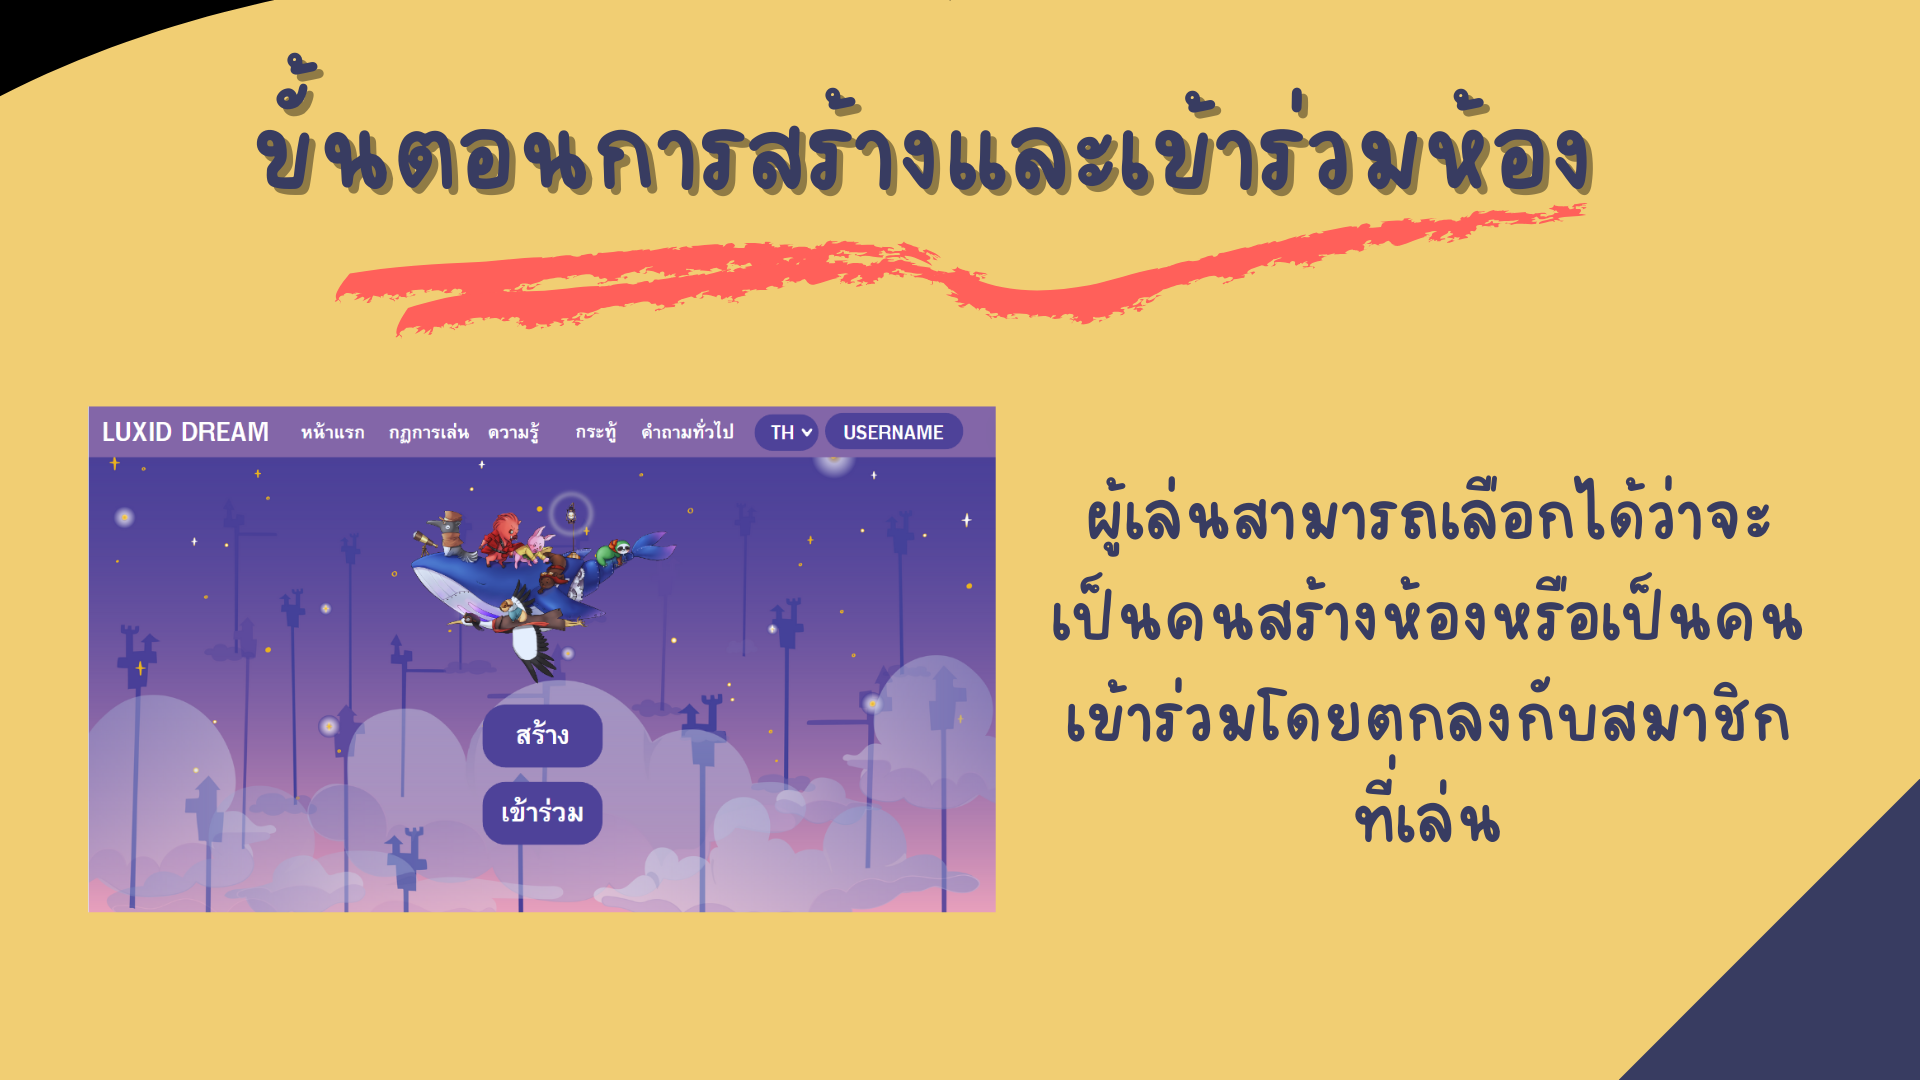 ขั้นตอนการสร้างและเข้าร่วมห้อง
LUXID DREAM หน้าแรก กฎการเล่น ความรู้ กระทู้ คำถามทั่วไป TH USERNAME
สร้าง
เข้าร่วม
ผู้เล่นสามารถเลือกได้ว่าจะ
เป็นคนสร้างห้องหรือเป็นคน
เข้าร่วมโดยตกลงกับสมาชิก
ที่เล่น